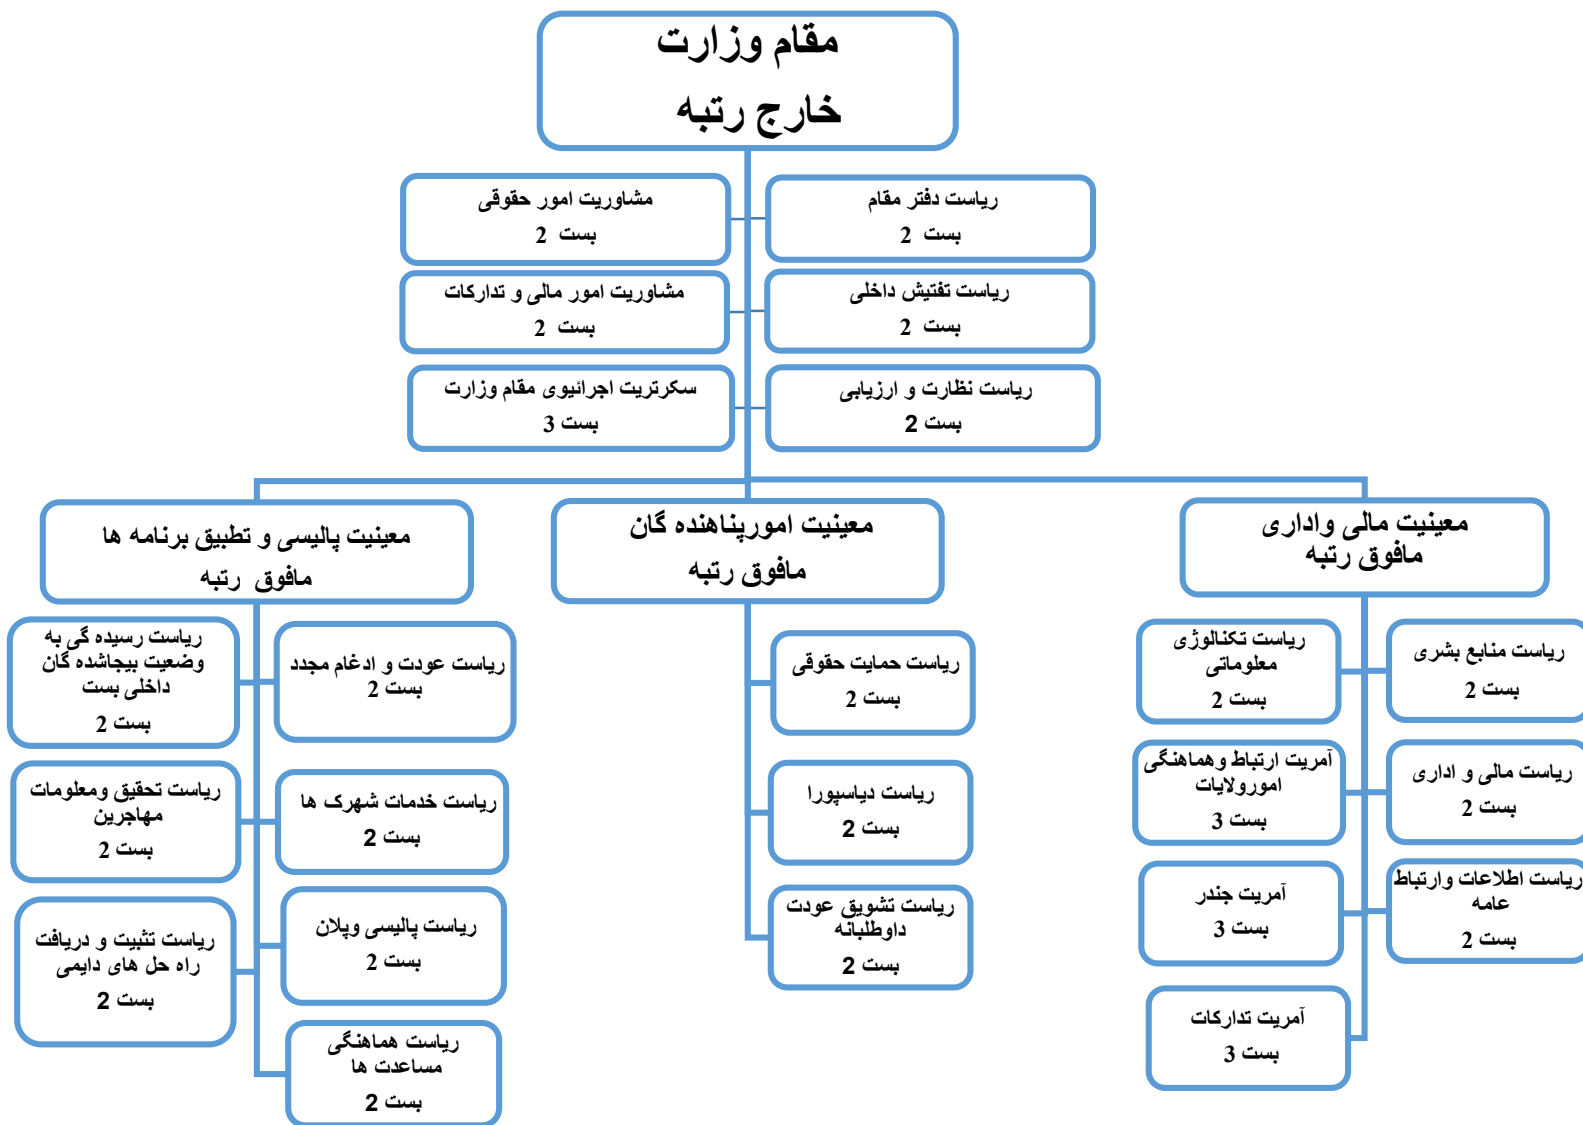 مقام وزارت
خارج رتبه
ریاست دفتر مقام
بست 2
مشاوریت امور حقوقی
بست 2
ریاست تفتیش داخلی
بست 2
مشاوریت امور مالی و تدارکات
بست 2
ریاست نظارت و ارزیابی
بست 2
سکرتریت اجرائیوی مقام وزارت
بست 3
معینیت مالی واداری
مافوق رتبه
معینیت امورپناهنده گان
مافوق رتبه
معینیت پالیسی و تطبیق برنامه ها
مافوق رتبه
ریاست منابع بشری
بست 2
ریاست تکنالوژی
معلوماتی
بست 2
ریاست مالی و اداری
بست 2
آمریت ارتباط وهماهنگی
امورولایات
بست 3
ریاست اطلاعات وارتباط
عامه
بست 2
آمریت جندر
بست 3
آمریت تدارکات
بست 3
ریاست حمایت حقوقی
بست 2
ریاست دیاسپورا
بست 2
ریاست تشویق عودت
داوطلبانه
بست 2
ریاست عودت و ادغام مجدد
بست 2
ریاست رسیده گی به
وضعیت بیجاشده گان
داخلی بست
بست 2
ریاست خدمات شهرک ها
بست 2
ریاست تحقیق ومعلومات
مهاجرین
بست 2
ریاست پالیسی وپلان
بست 2
ریاست تثبیت و دریافت
راه حل های دایمی
بست 2
ریاست هماهنگی
مساعدت ها
بست 2